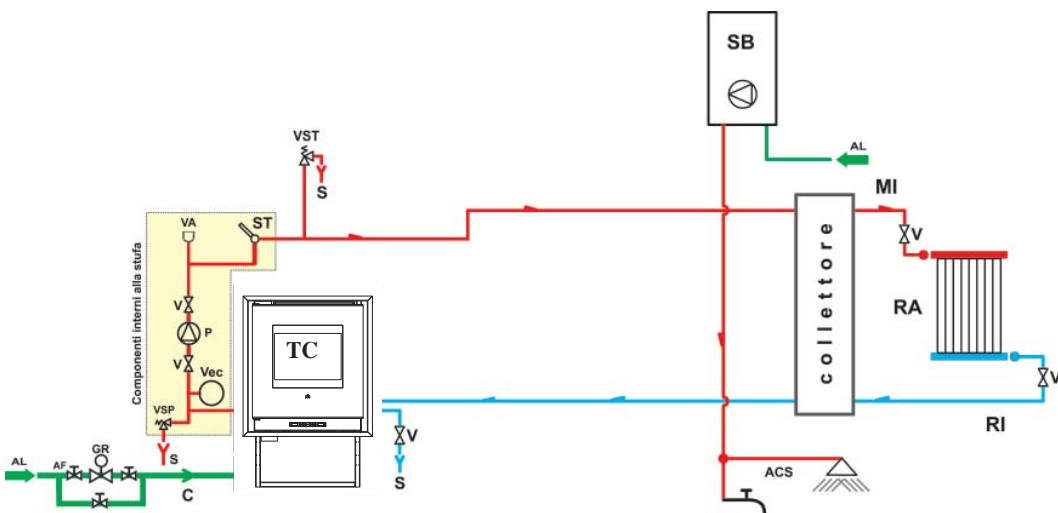 SB
VST
S
AL
MI
V
VA
ST
Componenti interni alla stufa
V
P
V
Vec
VSP
S
TC
collettore
RA
V
RI
V
S
AL
AF
GR
C
ACS